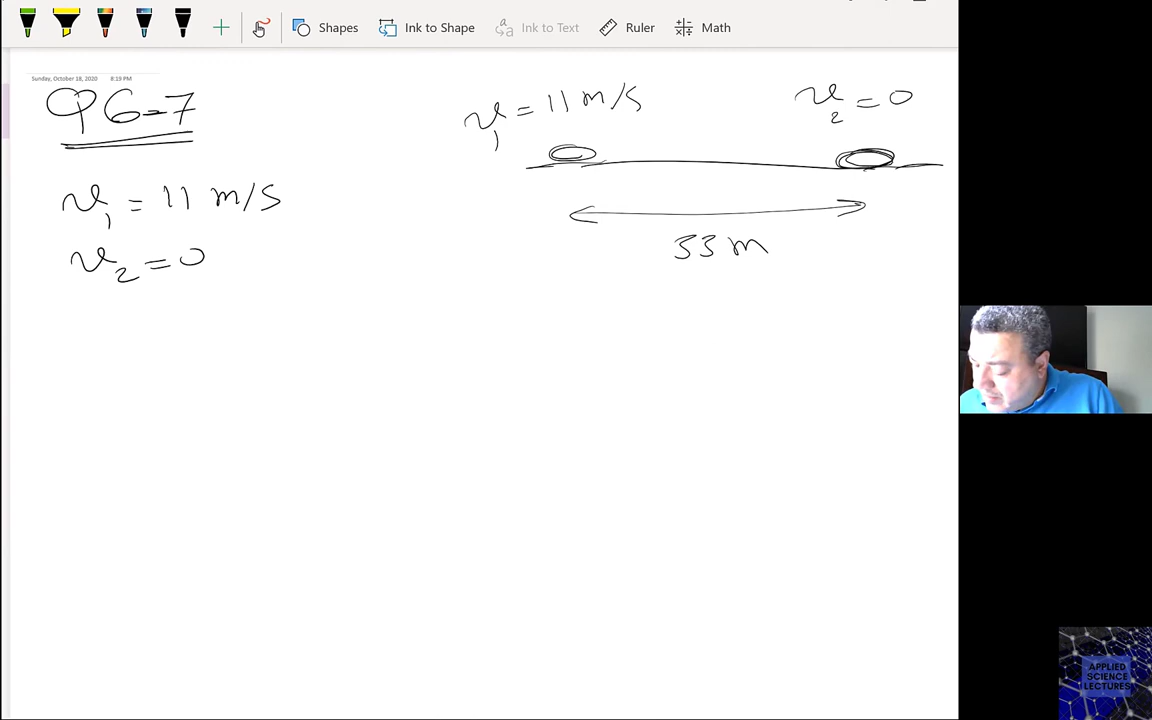 Shapes
Ink to Shape
Ink to Text
Ruler
Math
Sunday, October 18, 2020 8:19 PM
φ6-7
v₁ = 11 m/s
v₂ = 0
v₁ = 11 m/s
v₂ = 0
33 m
APPLIED
SCIENCE
LECTURES